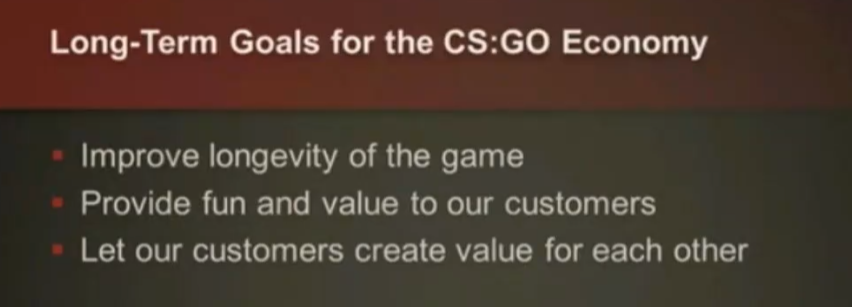 Long-Term Goals for the CS:GO Economy
Improve longevity of the game
Provide fun and value to our customers
Let our customers create value for each other